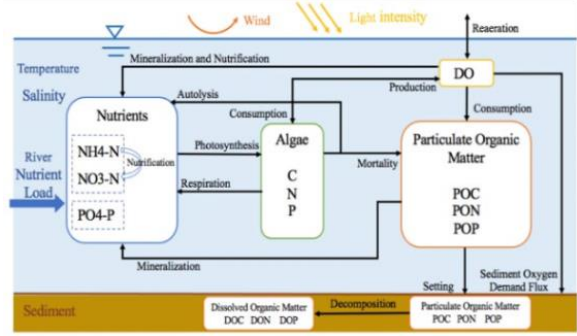 Wind
Light intensity
Reaeration
Temperature
Mineralization and Nutrification
DO
Production
Salinity
Autolysis
Nutrients
Consumption
Consumption
Algae
Particulate Organic
Matter
NH4-N
Photosynthesis
River
Nutrient
Load
Nutrification
C
Mortality
NO3-N
Respiration
N
POC
P
PON
PO4-P
POP
Mineralization
Setting
Sediment Oxygen
Demand Flux
Sediment
Dissolved Organic Matter
DOC DON DOP
Decomposition
Particulate Organic Matter
POC PON POP